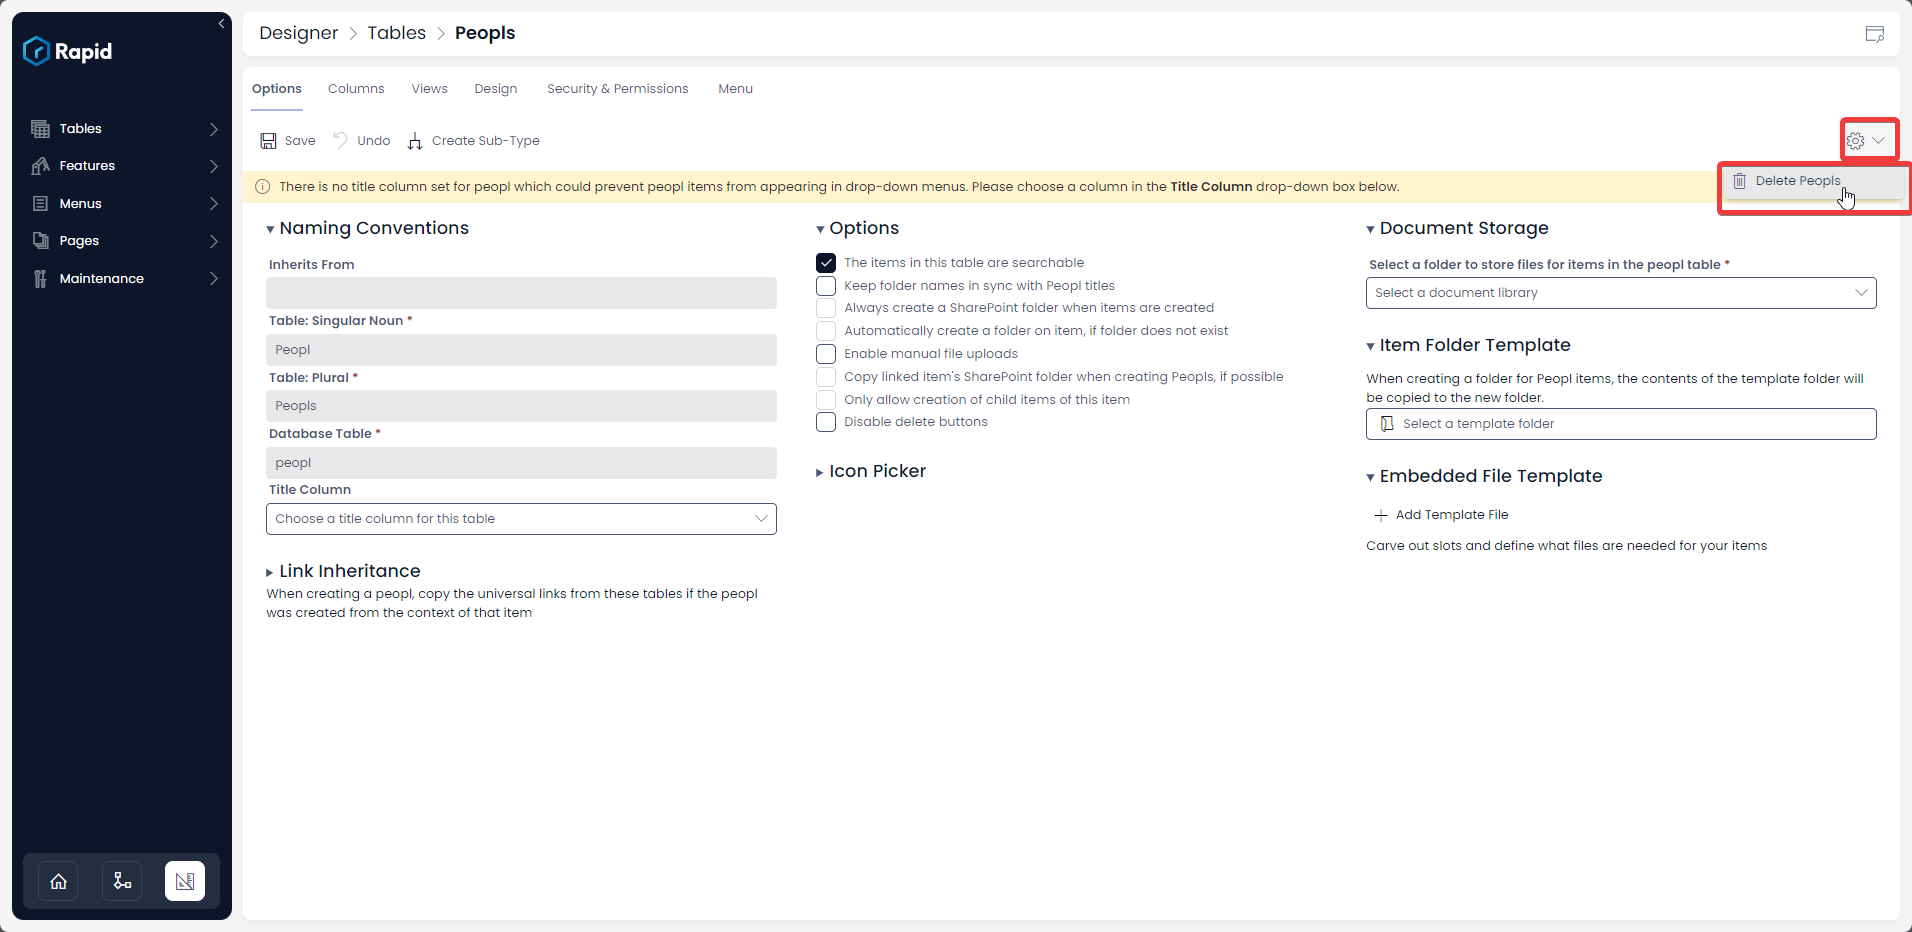 Rapid
Tables
Features
Menus
Pages
Maintenance
Designer > Tables > Peopls
Options Columns Views Design Security & Permissions Menu
Save Undo Create Sub-Type
There is no title column set for peopl which could prevent peopl items from appearing in drop-down menus. Please choose a column in the Title Column drop-down box below.
Delete Peopls
Naming Conventions
Inherits From
Table: Singular Noun *
Peopl
Table: Plural *
Peopls
Database Table *
peopl
Title Column
Choose a title column for this table
Link Inheritance
When creating a peopl, copy the universal links from these tables if the peopl
was created from the context of that item
Options
The items in this table are searchable
Keep folder names in sync with Peopl titles
Always create a SharePoint folder when items are created
Automatically create a folder on item, if folder does not exist
Enable manual file uploads
Copy linked item's SharePoint folder when creating Peopls, if possible
Only allow creation of child items of this item
Disable delete buttons
Icon Picker
Document Storage
Select a folder to store files for items in the peopl table *
Select a document library
Item Folder Template
When creating a folder for Peopl items, the contents of the template folder will
be copied to the new folder.
Select a template folder
Embedded File Template
Add Template File
Carve out slots and define what files are needed for your items